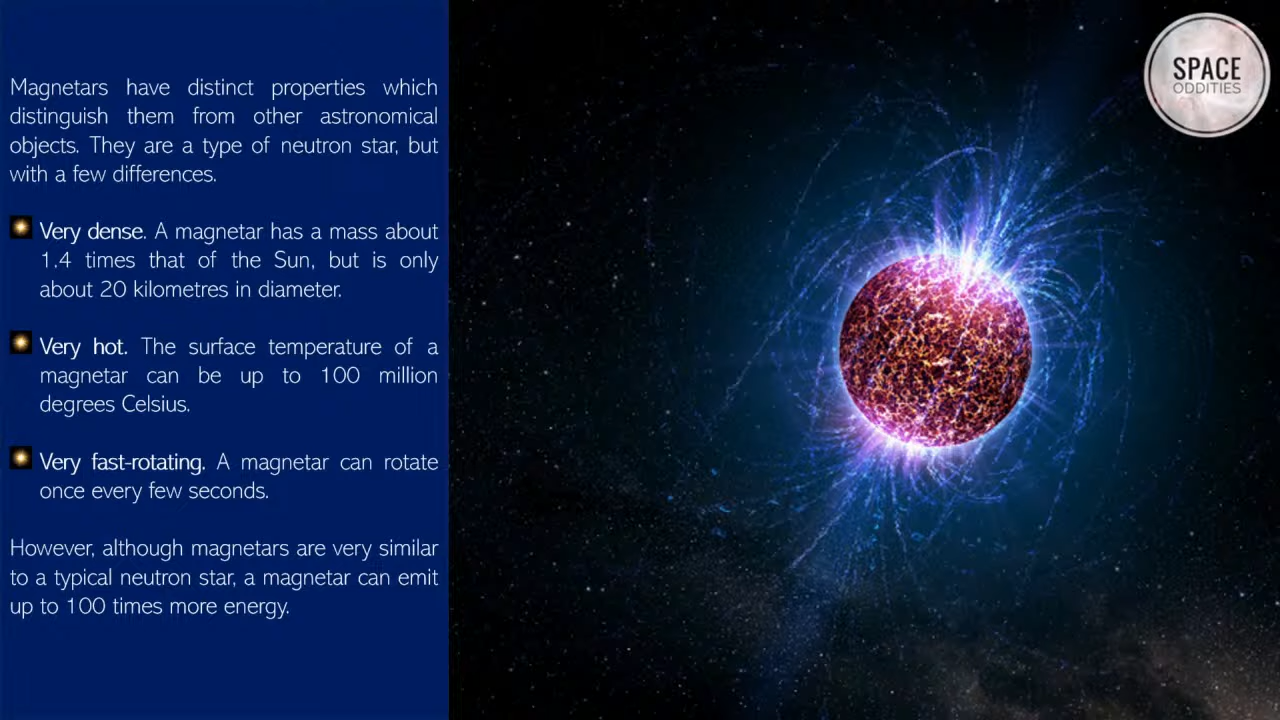 Magnetars have distinct properties which
distinguish them from other astronomical
objects. They are a type of neutron star, but
with a few differences.
Very dense. A magnetar has a mass about
1.4 times that of the Sun, but is only
about 20 kilometres in diameter.
Very hot. The surface temperature of a
magnetar can be up to 100 million
degrees Celsius.
Very fast-rotating. A magnetar can rotate
once every few seconds.
However, although magnetars are very similar
to a typical neutron star, a magnetar can emit
up to 100 times more energy.
SPACE
ODDITIES